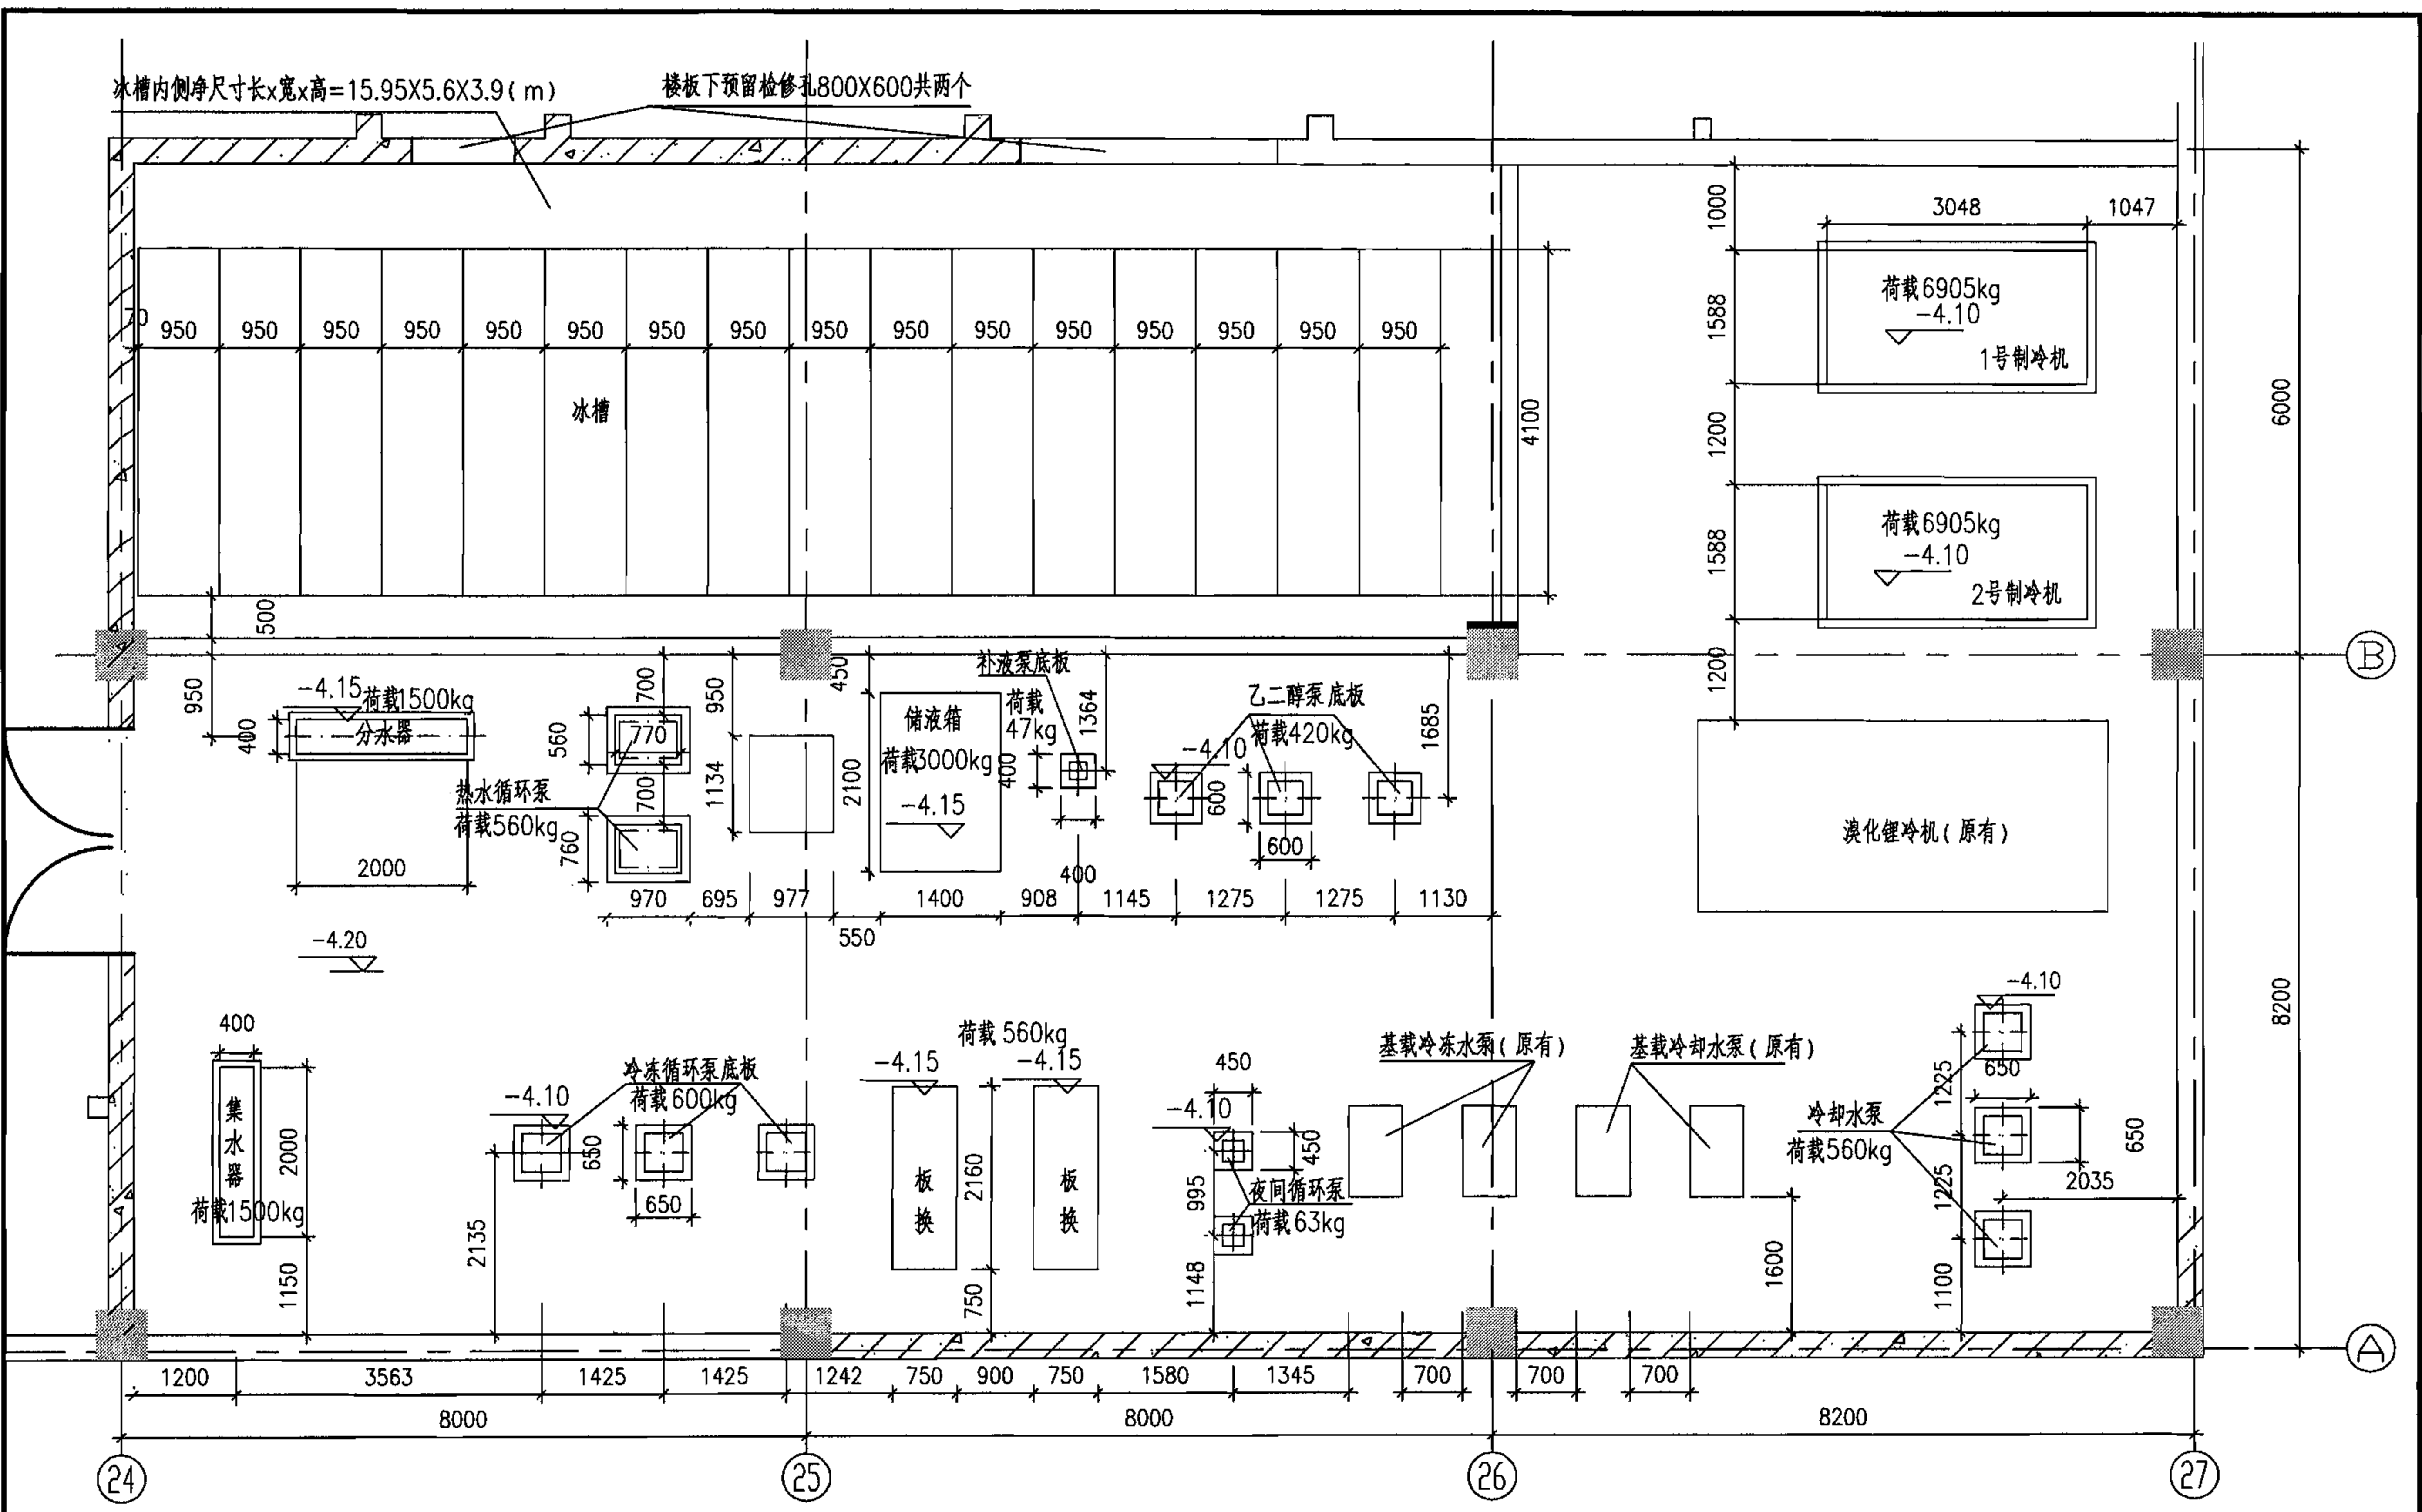 冰槽内侧净尺寸长x宽x高=15.95X5.6X3.9(m)
楼板下预留检修孔800X600共两个
3048
1047
1000
荷载6905kg
-4.10
1号制冷机
1588
70
950 950 950 950 950 950 950 950 950 950 950 950 950 950 950 950
冰槽
4100
1200
6000
荷载6905kg
-4.10
2号制冷机
1588
500
1200
B
950
-4.15
荷载1500kg
分水器
400
2000
700
560
770
700
760
热水循环泵
荷载560kg
950
1134
450
储液箱
荷载3000kg
-4.15
2100
补液泵底板
荷载
47kg
1364
400
400
乙二醇泵底板
荷载420kg
-4.10
600
600
1685
溴化锂冷机(原有)
970
695
977
550
1400
908
1145
1275
1275
1130
-4.20
8200
400
集水器
荷载1500kg
2000
1150
冷冻循环泵底板
荷载600kg
-4.10
650
650
2135
荷载560kg
-4.15
-4.15
板换
板换
2160
750
450
-4.10
450
995
夜间循环泵
荷载63kg
1148
基载冷冻水泵(原有)
基载冷却水泵(原有)
1600
-4.10
650
1225
冷却水泵
荷载560kg
650
1225
2035
1100
A
1200
3563
1425
1425
1242
750
900
750
1580
1345
700
700
700
8000
8000
8200
24
25
26
27